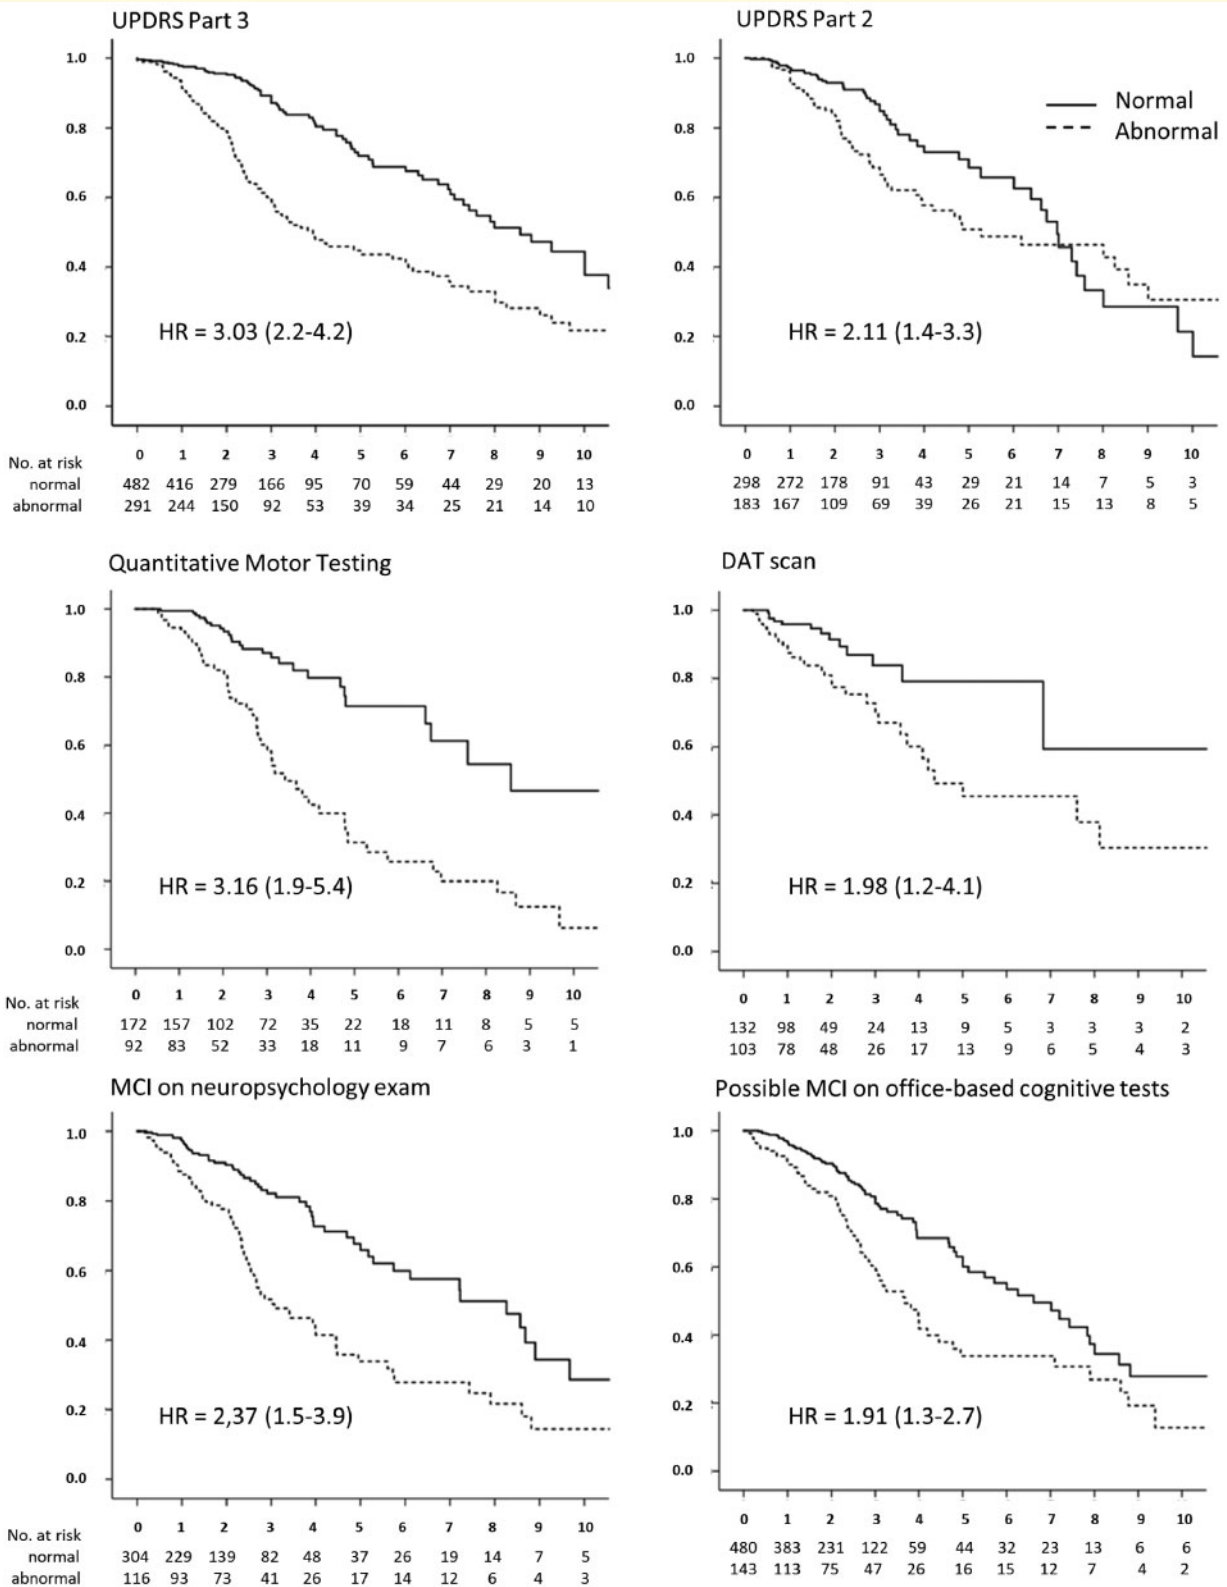 UPDRS Part 3
1.0
0.8
0.6
0.4
0.2
0.0
HR = 3.03 (2.2-4.2)
0 1 2 3 4 5 6 7 8 9 10
No. at risk
normal 482 416 279 166 95 70 59 44 29 20 13
abnormal 291 244 150 92 53 39 34 25 21 14 10
UPDRS Part 2
Normal
Abnormal
1.0
0.8
0.6
0.4
0.2
0.0
HR = 2.11 (1.4-3.3)
0 1 2 3 4 5 6 7 8 9 10
298 272 178 91 43 29 21 14 7 5 3
183 167 109 69 39 26 21 15 13 8 5
Quantitative Motor Testing
1.0
0.8
0.6
0.4
0.2
0.0
HR = 3.16 (1.9-5.4)
0 1 2 3 4 5 6 7 8 9 10
No. at risk
normal 172 157 102 72 35 22 18 11 8 5 5
abnormal 92 83 52 33 18 11 9 7 6 3 1
DAT scan
1.0
0.8
0.6
0.4
0.2
0.0
HR = 1.98 (1.2-4.1)
0 1 2 3 4 5 6 7 8 9 10
132 98 49 24 13 9 5 3 3 3 2
103 78 48 26 17 13 9 6 5 4 3
MCI on neuropsychology exam
1.0
0.8
0.6
0.4
0.2
0.0
HR = 2,37 (1.5-3.9)
0 1 2 3 4 5 6 7 8 9 10
No. at risk
normal 304 229 139 82 48 37 26 19 14 7 5
abnormal 116 93 73 41 26 17 14 12 6 4 3
Possible MCI on office-based cognitive tests
1.0
0.8
0.6
0.4
0.2
0.0
HR = 1.91 (1.3-2.7)
0 1 2 3 4 5 6 7 8 9 10
480 383 231 122 59 44 32 23 13 6 6
143 113 75 47 26 16 15 12 7 4 2